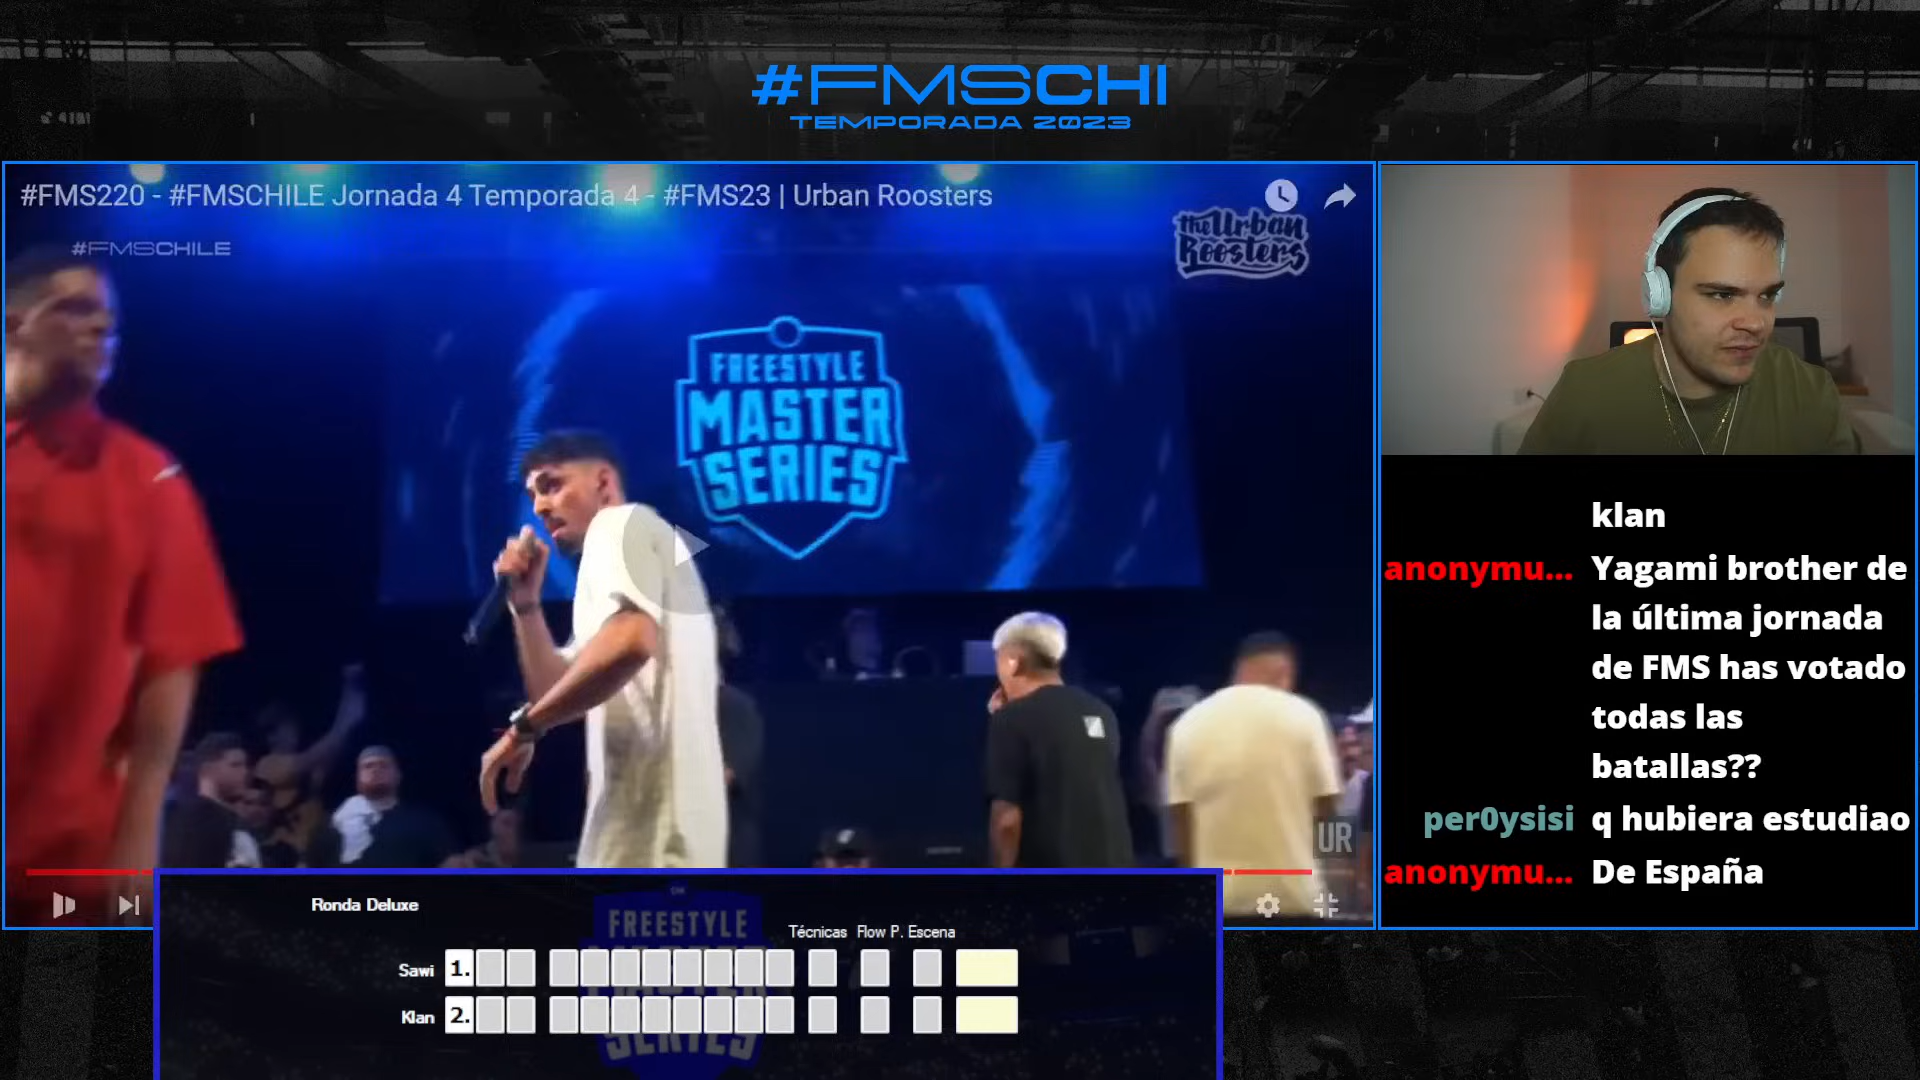 #FMSCHI
TEMPORADA 2023
#FMS220 - #FMSCHILE Jornada 4 Temporada 4 - #FMS23 | Urban Roosters
#FMSCHILE
the Urban
Roosters
FREESTYLE
MASTER
SERIES
UR
klan
anonymu... Yagami brother de
la última jornada
de FMS has votado
todas las
batallas??
per0ysisi q hubiera estudiao
anonymu... De España
Ronda Deluxe
FREESTYLE
MASTER
SERIES
Técnicas Flow P. Escena
Sawi 1.
Klan 2.